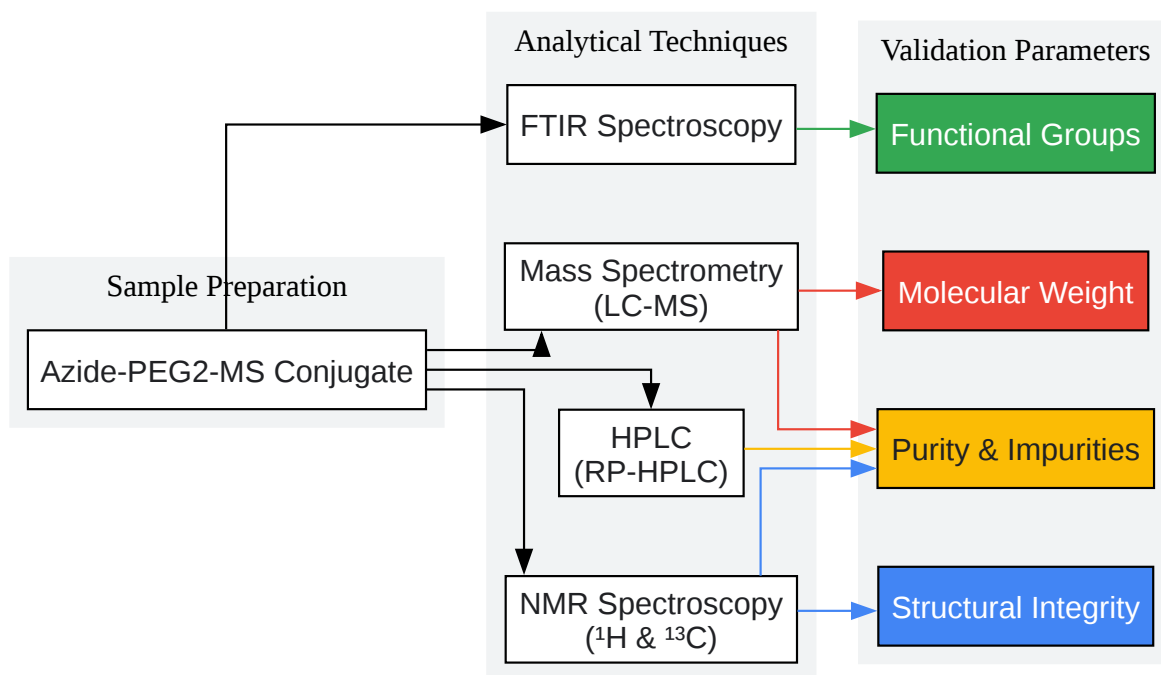 Analytical Techniques
Validation Parameters
FTIR Spectroscopy
Functional Groups
Sample Preparation
Mass Spectrometry
(LC-MS)
Molecular Weight
Azide-PEG2-MS Conjugate
HPLC
(RP-HPLC)
Purity & Impurities
NMR Spectroscopy
(¹H & ¹³C)
Structural Integrity